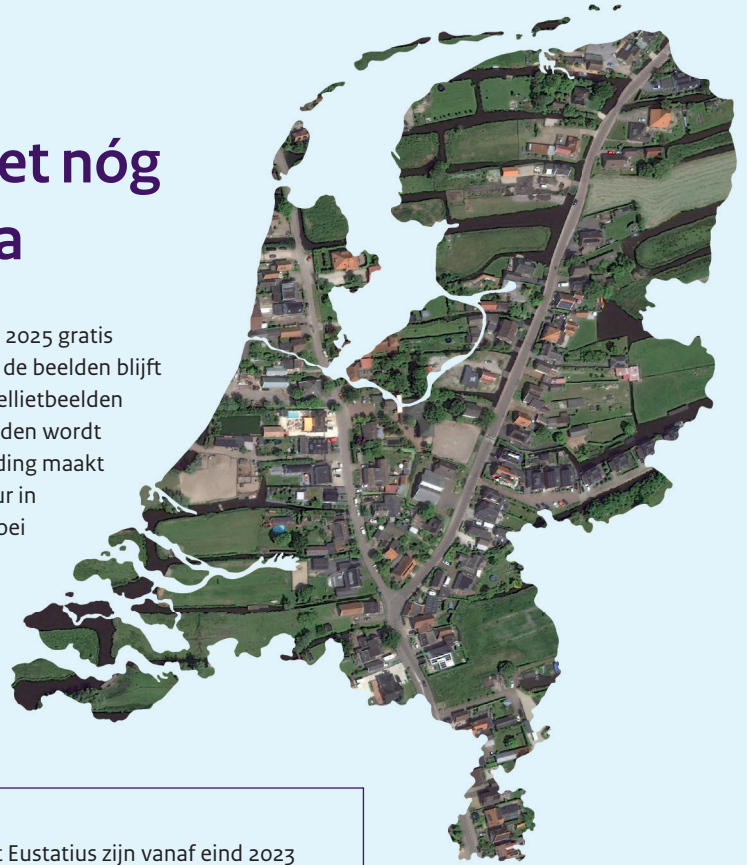 et nóg
a
2025 gratis
de beelden blijft
ellietbeelden
den wordt
ding maakt
ur in
oei
t Eustatius zijn vanaf eind 2023